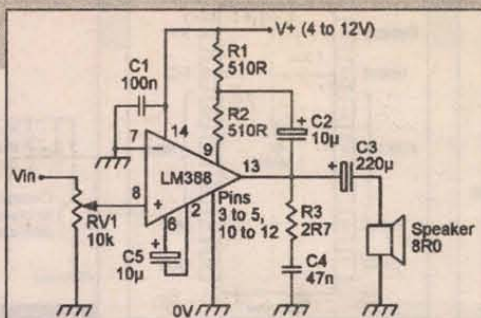 V+ (4 to 12V)
C1
100n
R1
510R
R2
510R
C2
+
10µ
7
14
9
−
LM388
13
C3
220µ
+
Vin
8
+
6
2
Pins
3 to 5,
10 to 12
RV1
10k
+
C5
10µ
R3
2R7
C4
47n
Speaker
8R0
0V